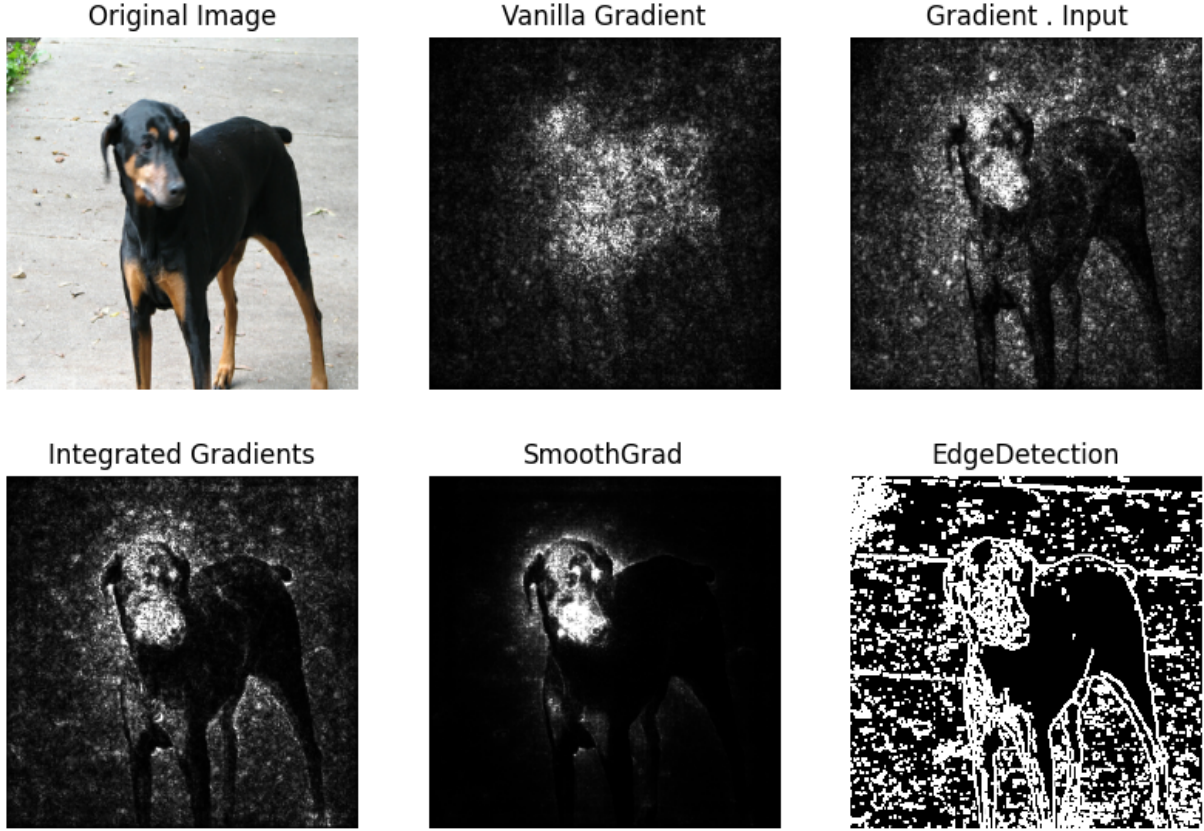 Original Image
Vanilla Gradient
Gradient . Input
Integrated Gradients
SmoothGrad
EdgeDetection